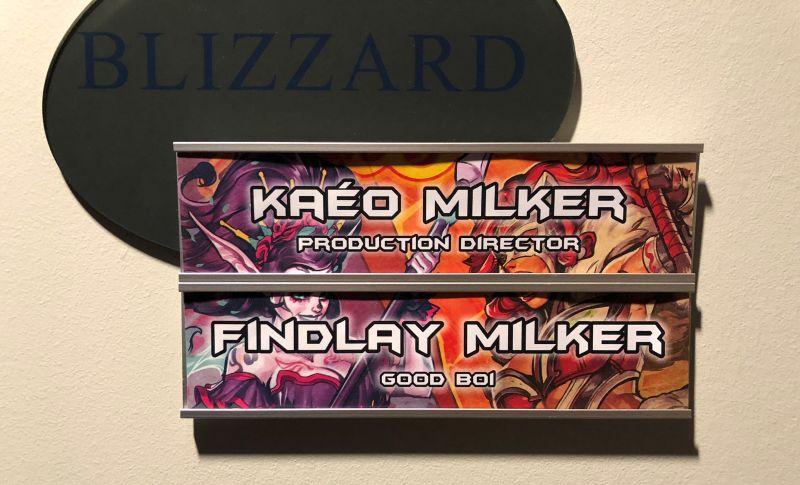 BLIZZARD
KAÉO MILKER
PRODUCTION DIRECTOR
FINDLAY MILKER
GOOD BOI